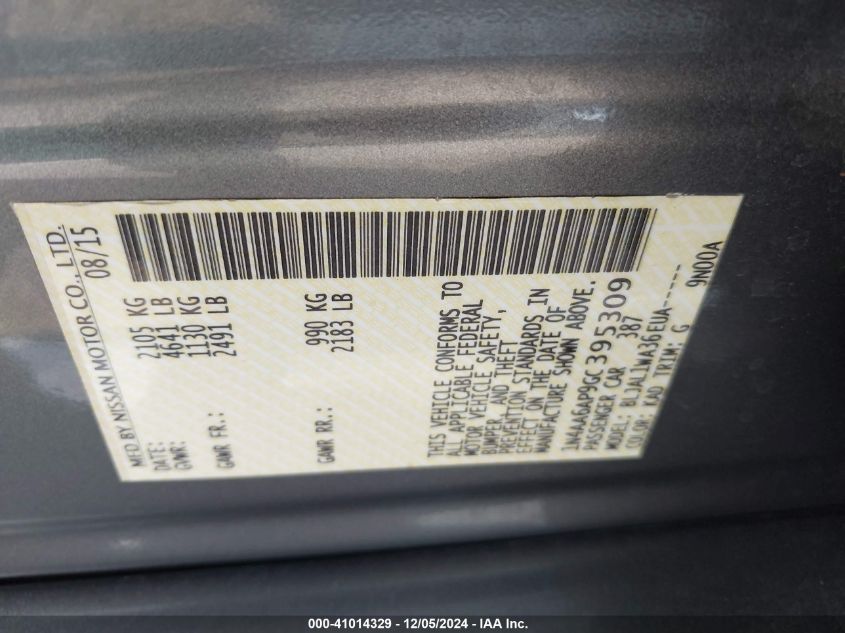 MFD BY NISSAN MOTOR CO., LTD.
DATE: 08/15
GVWR: 2105 KG
4641 LB
GAWR FR.: 1130 KG
2491 LB
GAWR RR.: 990 KG
2183 LB
THIS VEHICLE CONFORMS TO
ALL APPLICABLE FEDERAL
MOTOR VEHICLE SAFETY,
BUMPER, AND THEFT
PREVENTION STANDARDS IN
EFFECT ON THE DATE OF
MANUFACTURE SHOWN ABOVE.
1N4AA6AP9GC395309
PASSENGER CAR 387
MODEL: BLJALLWA36EUA-------
COLOR: KAD TRIM: G 9N00A
000-41014329 - 12/05/2024 - IAA Inc.